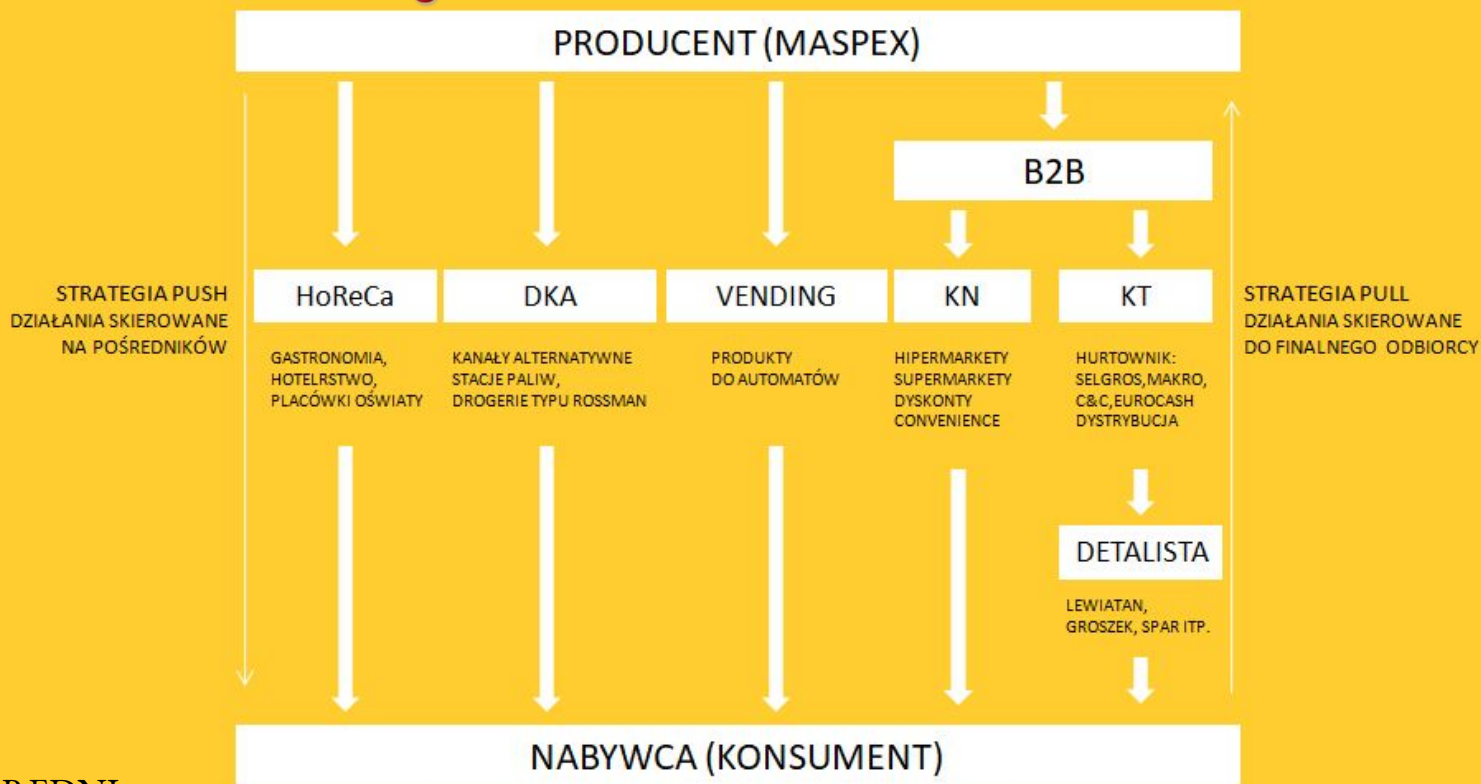 PRODUCENT (MASPEX)
B2B
HoReCa
DKA
VENDING
KN
KT
STRATEGIA PUSH
DZIAŁANIA SKIEROWANE
NA POŚREDNIKÓW
GASTRONOMIA,
HOTELRSTWO,
PLACÓWKI OŚWIATY
KANAŁY ALTERNATYWNE
STACJE PALIW,
DROGERIE TYPU ROSSMAN
PRODUKTY
DO AUTOMATÓW
HIPERMARKETY
SUPERMARKETY
DYSKONTY
CONVENIENCE
HURTOWNIK:
SELGROS,MAKRO,
C&C,EUROCASH
DYSTRYBUCJA
STRATEGIA PULL
DZIAŁANIA SKIEROWANE
DO FINALNEGO ODBIORCY
DETALISTA
LEWIATAN,
GROSZEK, SPAR ITP.
NABYWCA (KONSUMENT)